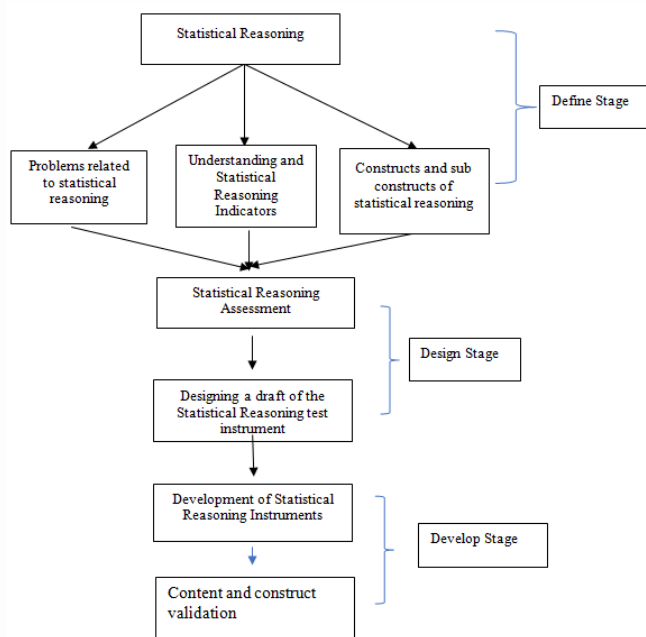 Statistical Reasoning
Define Stage
Problems related
to statistical
reasoning
Understanding and
Statistical
Reasoning
Indicators
Constructs and sub
constructs of
statistical reasoning
Statistical Reasoning
Assessment
Design Stage
Designing a draft of the
Statistical Reasoning test
instrument
Development of Statistical
Reasoning Instruments
Develop Stage
Content and construct
validation